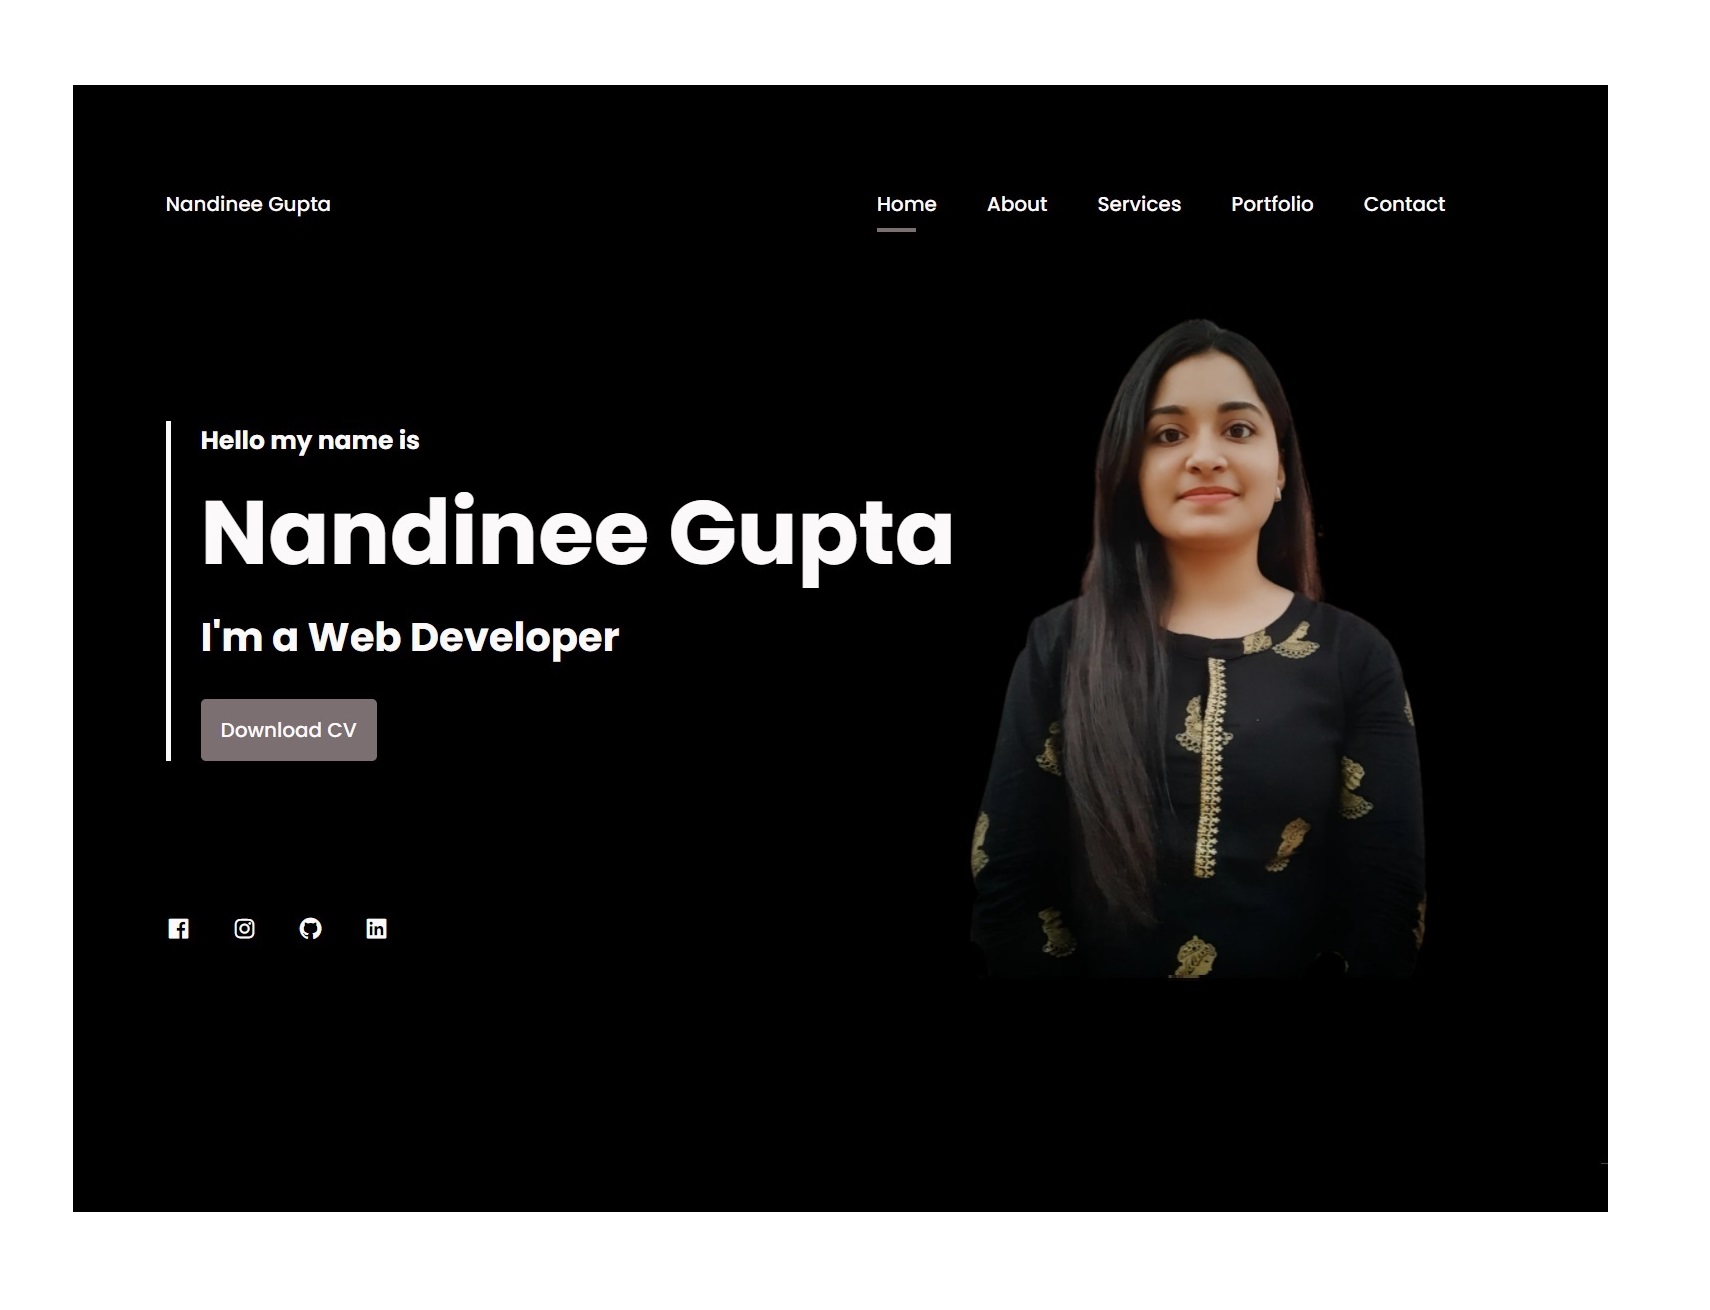 Nandinee Gupta
Home About Services Portfolio Contact
Hello my name is
Nandinee Gupta
I'm a Web Developer
Download CV